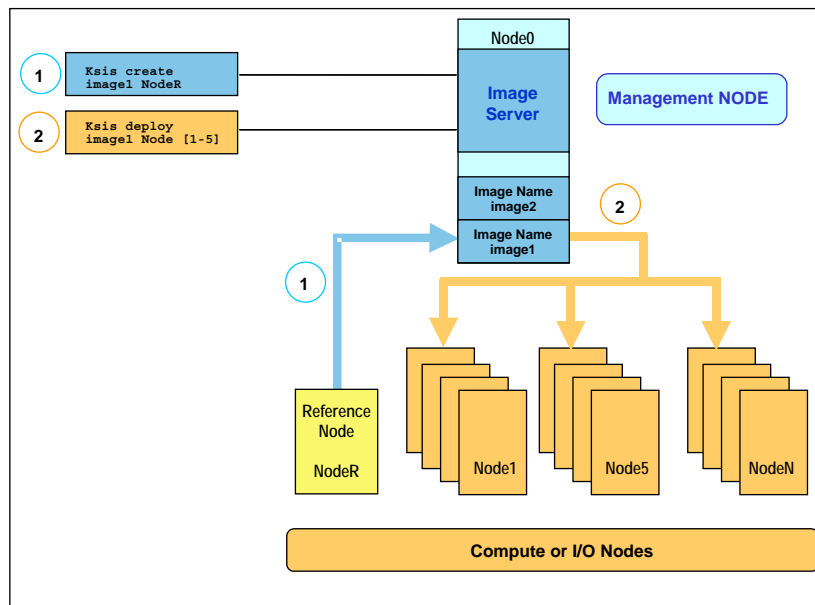 Node0
1
Ksis create
image1 NodeR
Image
Server
Management NODE
2
Ksis deploy
image1 Node [1-5]
Image Name
image2
2
Image Name
image1
1
Reference
Node
NodeR
Node1
Node5
NodeN
Compute or I/O Nodes